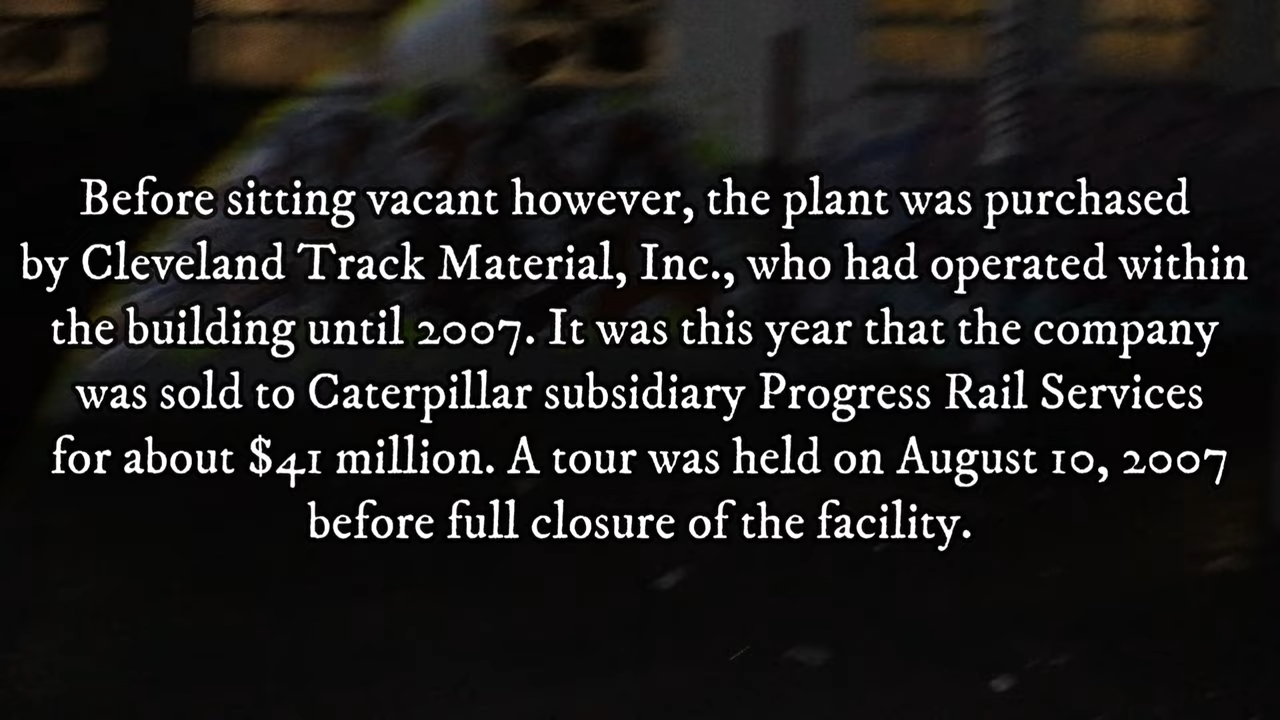 Before sitting vacant however, the plant was purchased
by Cleveland Track Material, Inc., who had operated within
the building until 2007. It was this year that the company
was sold to Caterpillar subsidiary Progress Rail Services
for about $41 million. A tour was held on August 10, 2007
before full closure of the facility.